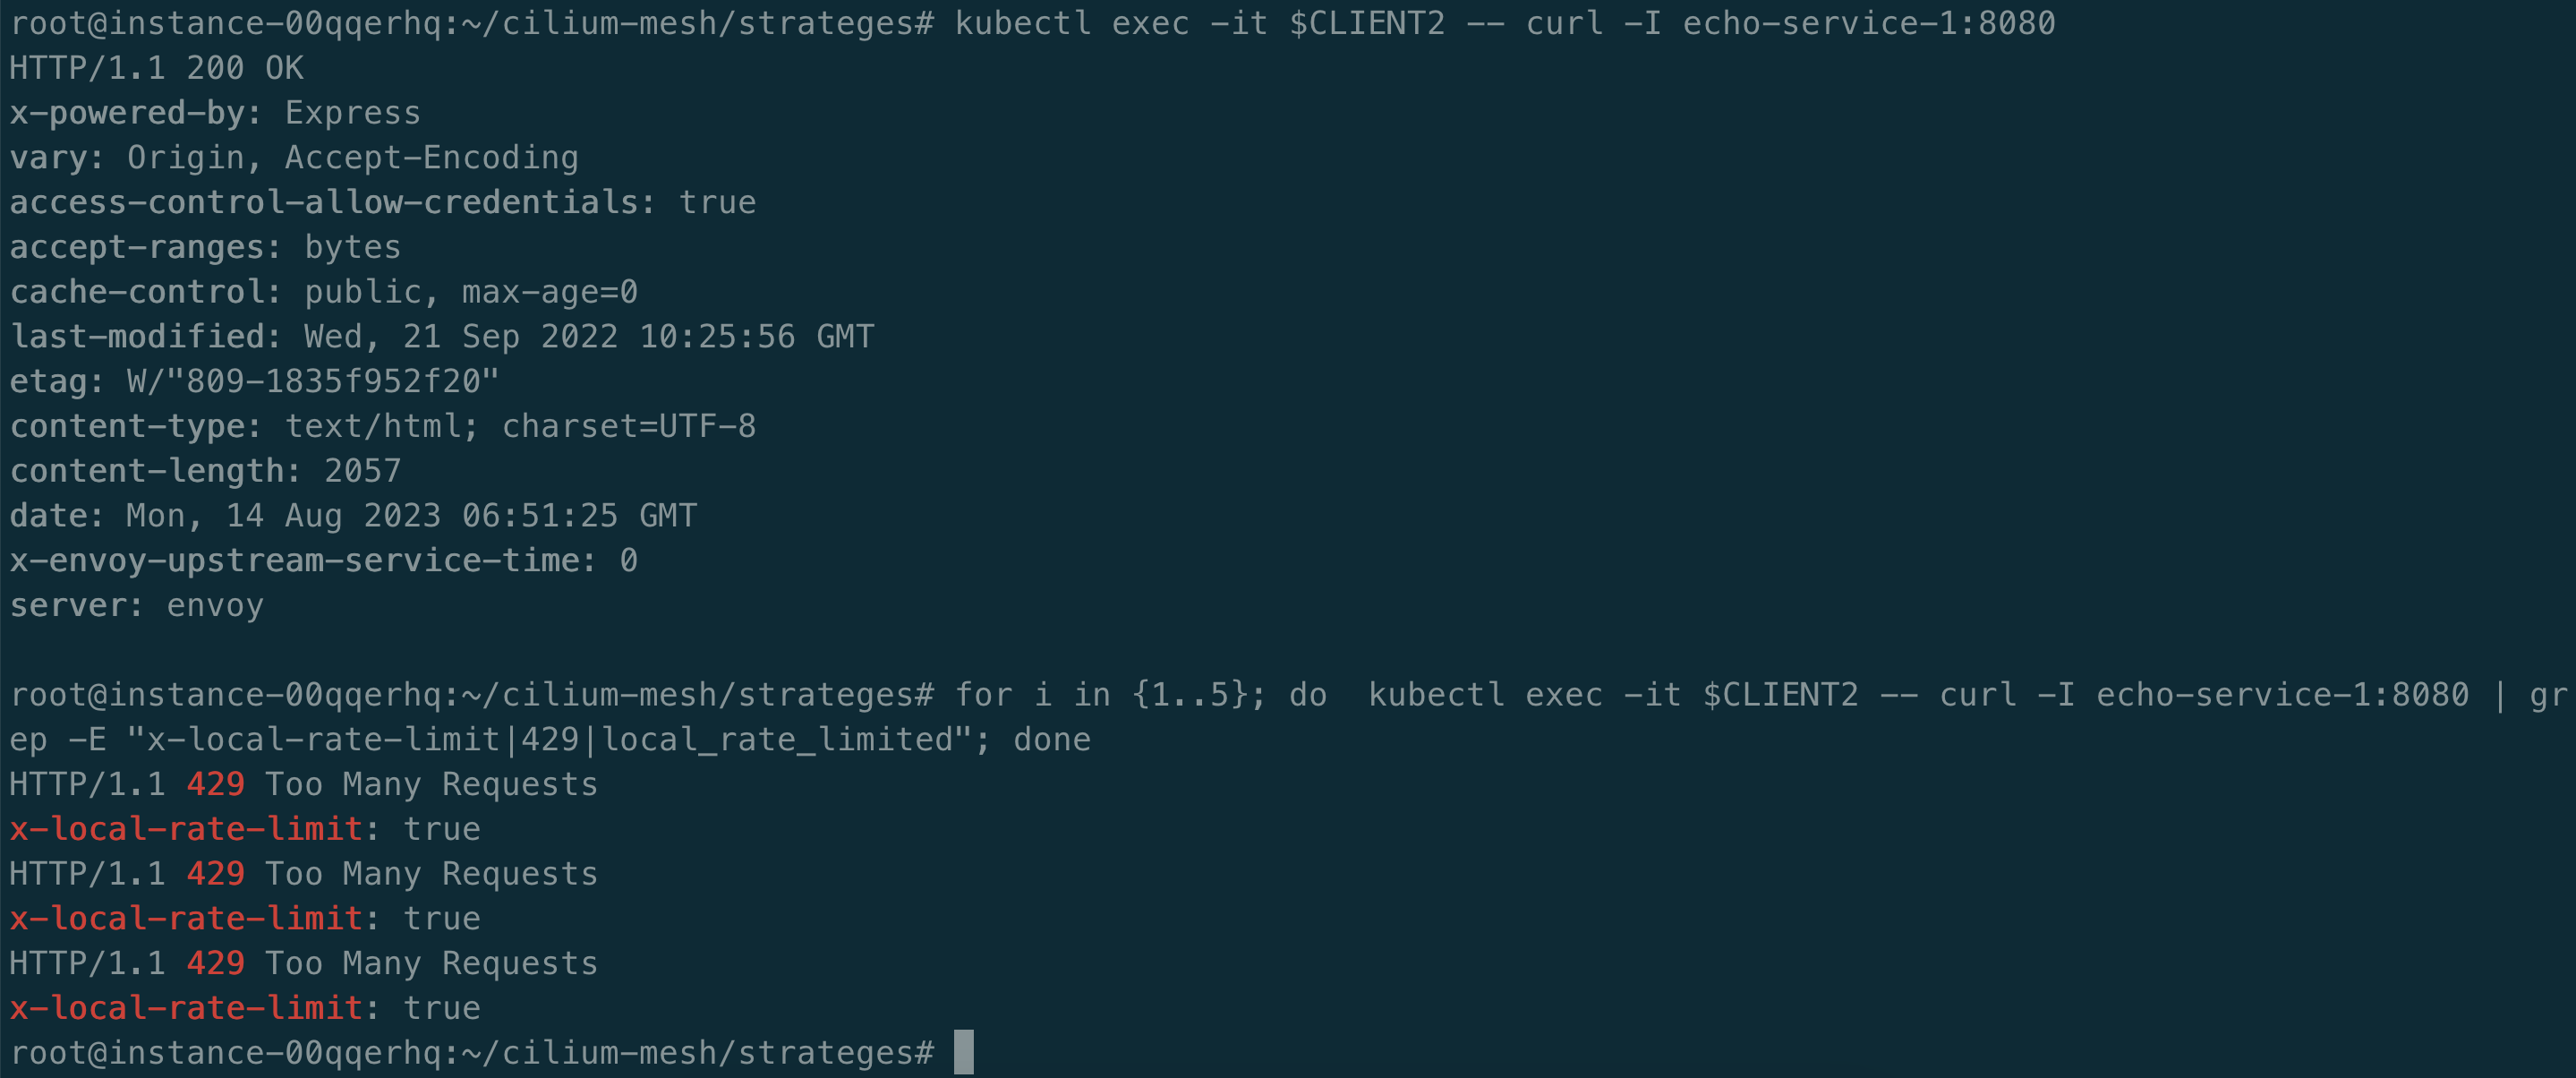 root@instance-00qqerhq:~/cilium-mesh/strateges# kubectl exec -it $CLIENT2 -- curl -I echo-service-1:8080
HTTP/1.1 200 OK
x-powered-by: Express
vary: Origin, Accept-Encoding
access-control-allow-credentials: true
accept-ranges: bytes
cache-control: public, max-age=0
last-modified: Wed, 21 Sep 2022 10:25:56 GMT
etag: W/"809-1835f952f20"
content-type: text/html; charset=UTF-8
content-length: 2057
date: Mon, 14 Aug 2023 06:51:25 GMT
x-envoy-upstream-service-time: 0
server: envoy
root@instance-00qqerhq:~/cilium-mesh/strateges# for i in {1..5}; do  kubectl exec -it $CLIENT2 -- curl -I echo-service-1:8080 | gr
ep -E "x-local-rate-limit|429|local_rate_limited"; done
HTTP/1.1 429 Too Many Requests
x-local-rate-limit: true
HTTP/1.1 429 Too Many Requests
x-local-rate-limit: true
HTTP/1.1 429 Too Many Requests
x-local-rate-limit: true
root@instance-00qqerhq:~/cilium-mesh/strateges#